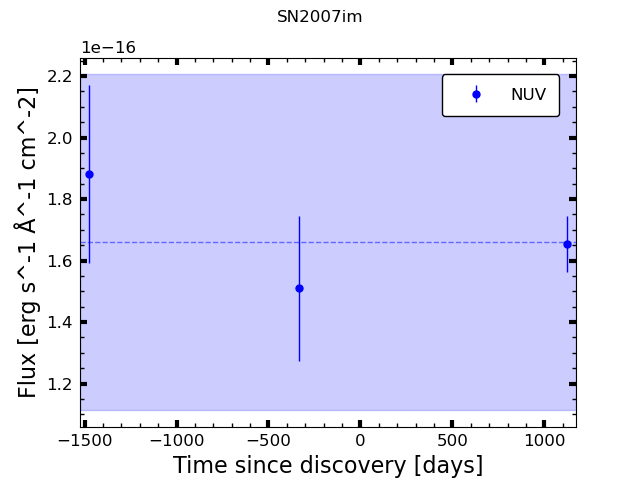 SN2007im
1e−16
2.2
2.0
1.8
1.6
1.4
1.2
NUV
−1500 −1000 −500 0 500 1000
Time since discovery [days]
Flux [erg s^-1 Å^-1 cm^-2]